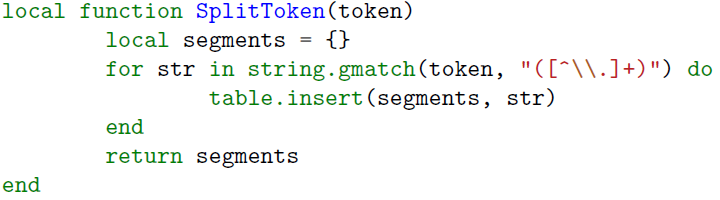 local function SplitToken(token)
        local segments = {}
        for str in string.gmatch(token, "([^\\.]+)") do
                table.insert(segments, str)
        end
        return segments
end